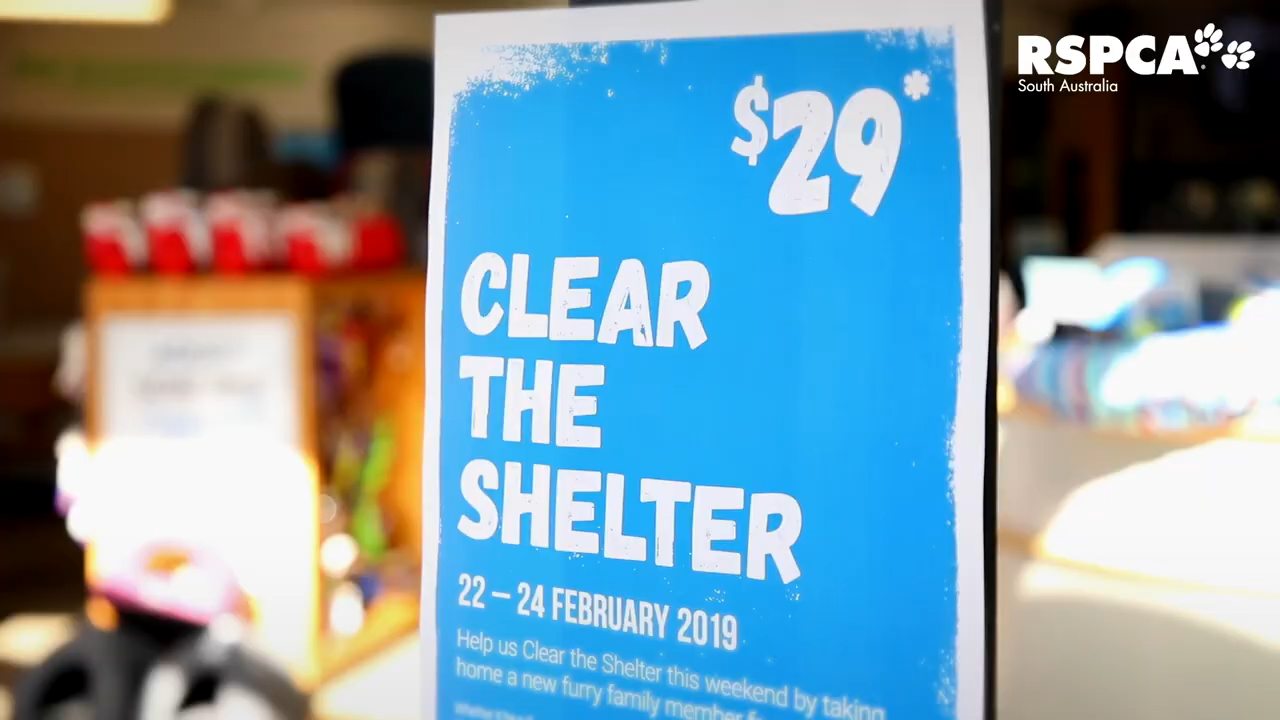 RSPCA
South Australia
$29*
CLEAR
THE
SHELTER
22 – 24 FEBRUARY 2019
Help us Clear the Shelter this weekend by taking
home a new furry family member